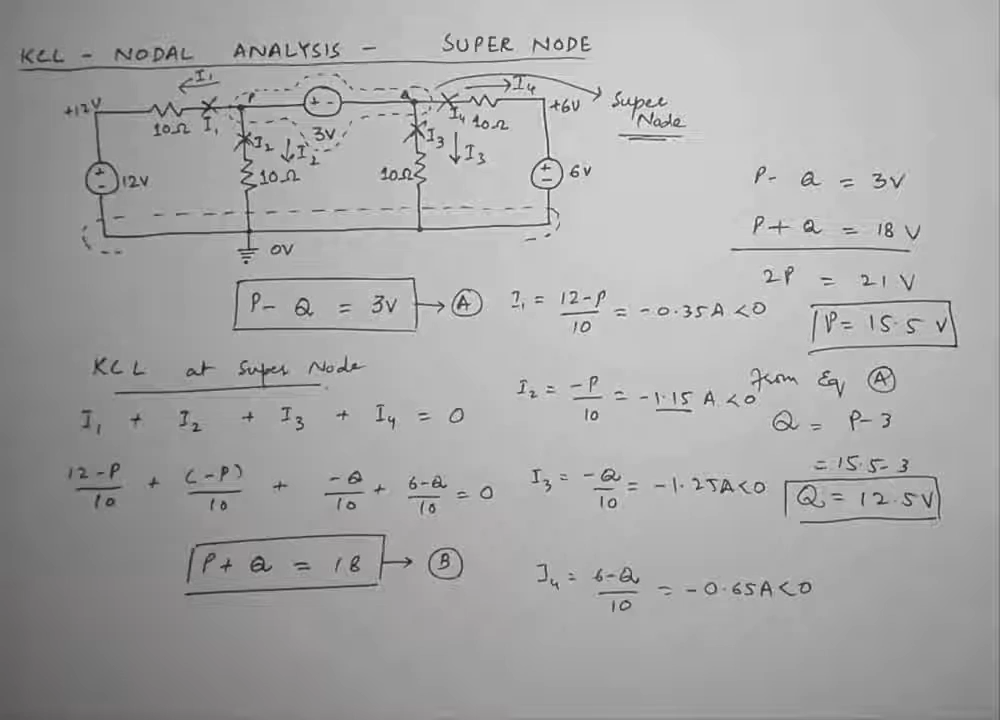 KCL - NODAL ANALYSIS - SUPER NODE
I₁
P
Q
I₄
+12V
10Ω
I₁
+ -
3V
I₄
10Ω
+6V
Super Node
I₂
I₂
I₃
I₃
+
-
12V
10Ω
10Ω
+
-
6V
0V
P - Q = 3V → Ⓐ
KCL at Super Node
I₁ + I₂ + I₃ + I₄ = 0
12-P/10 + (-P)/10 + -Q/10 + 6-Q/10 = 0
P + Q = 18 → Ⓑ
I₁ = 12-P/10 = -0.35A < 0
I₂ = -P/10 = -1.15 A < 0
I₃ = -Q/10 = -1.25A < 0
I₄ = 6-Q/10 = -0.65A < 0
P - Q = 3V
P + Q = 18 V
2P = 21 V
P = 15.5 V
From Eq Ⓐ
Q = P-3
= 15.5-3
Q = 12.5V